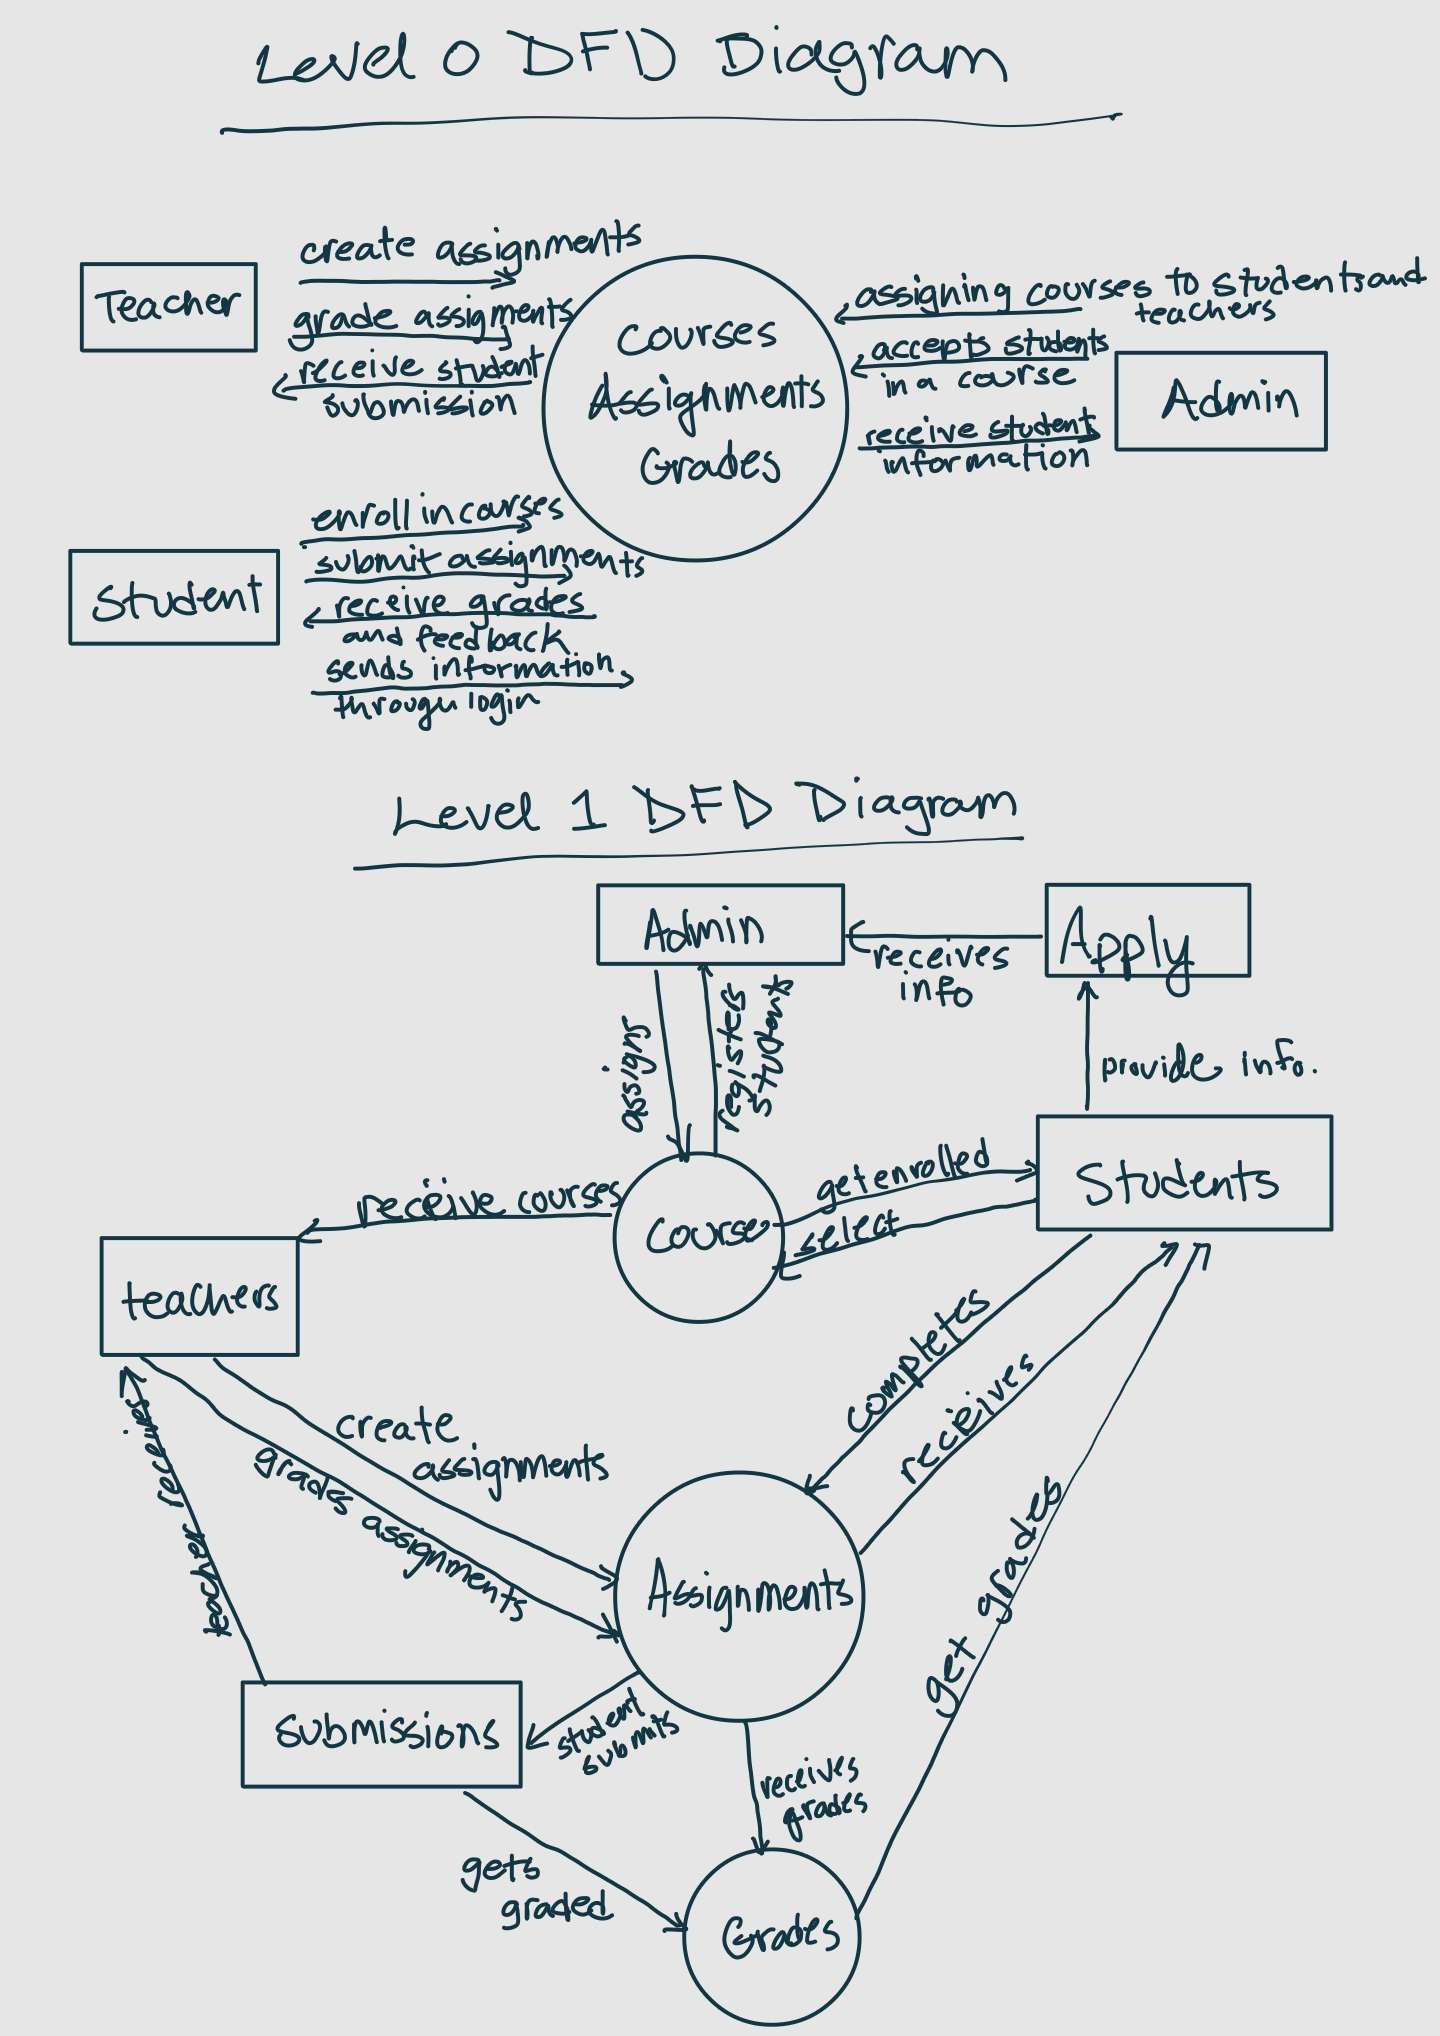 Level 0 DFD Diagram
Teacher
create assignments
grade assignments
receive student
submission
Courses
Assignments
Grades
assigning courses to students and
teachers
accepts students
in a course
receive student
information
Admin
Student
enroll in courses
submit assignments
receive grades
and feedback
sends information
through login
Level 1 DFD Diagram
Admin
receives
info
Apply
provide info.
assigns
registers
student
Students
get enrolled
select
Course
receive courses
teachers
create
assignments
grades assignments
teacher receives
completes
receives
get grades
Assignments
submissions
student
submits
receives
grades
gets
graded
Grades